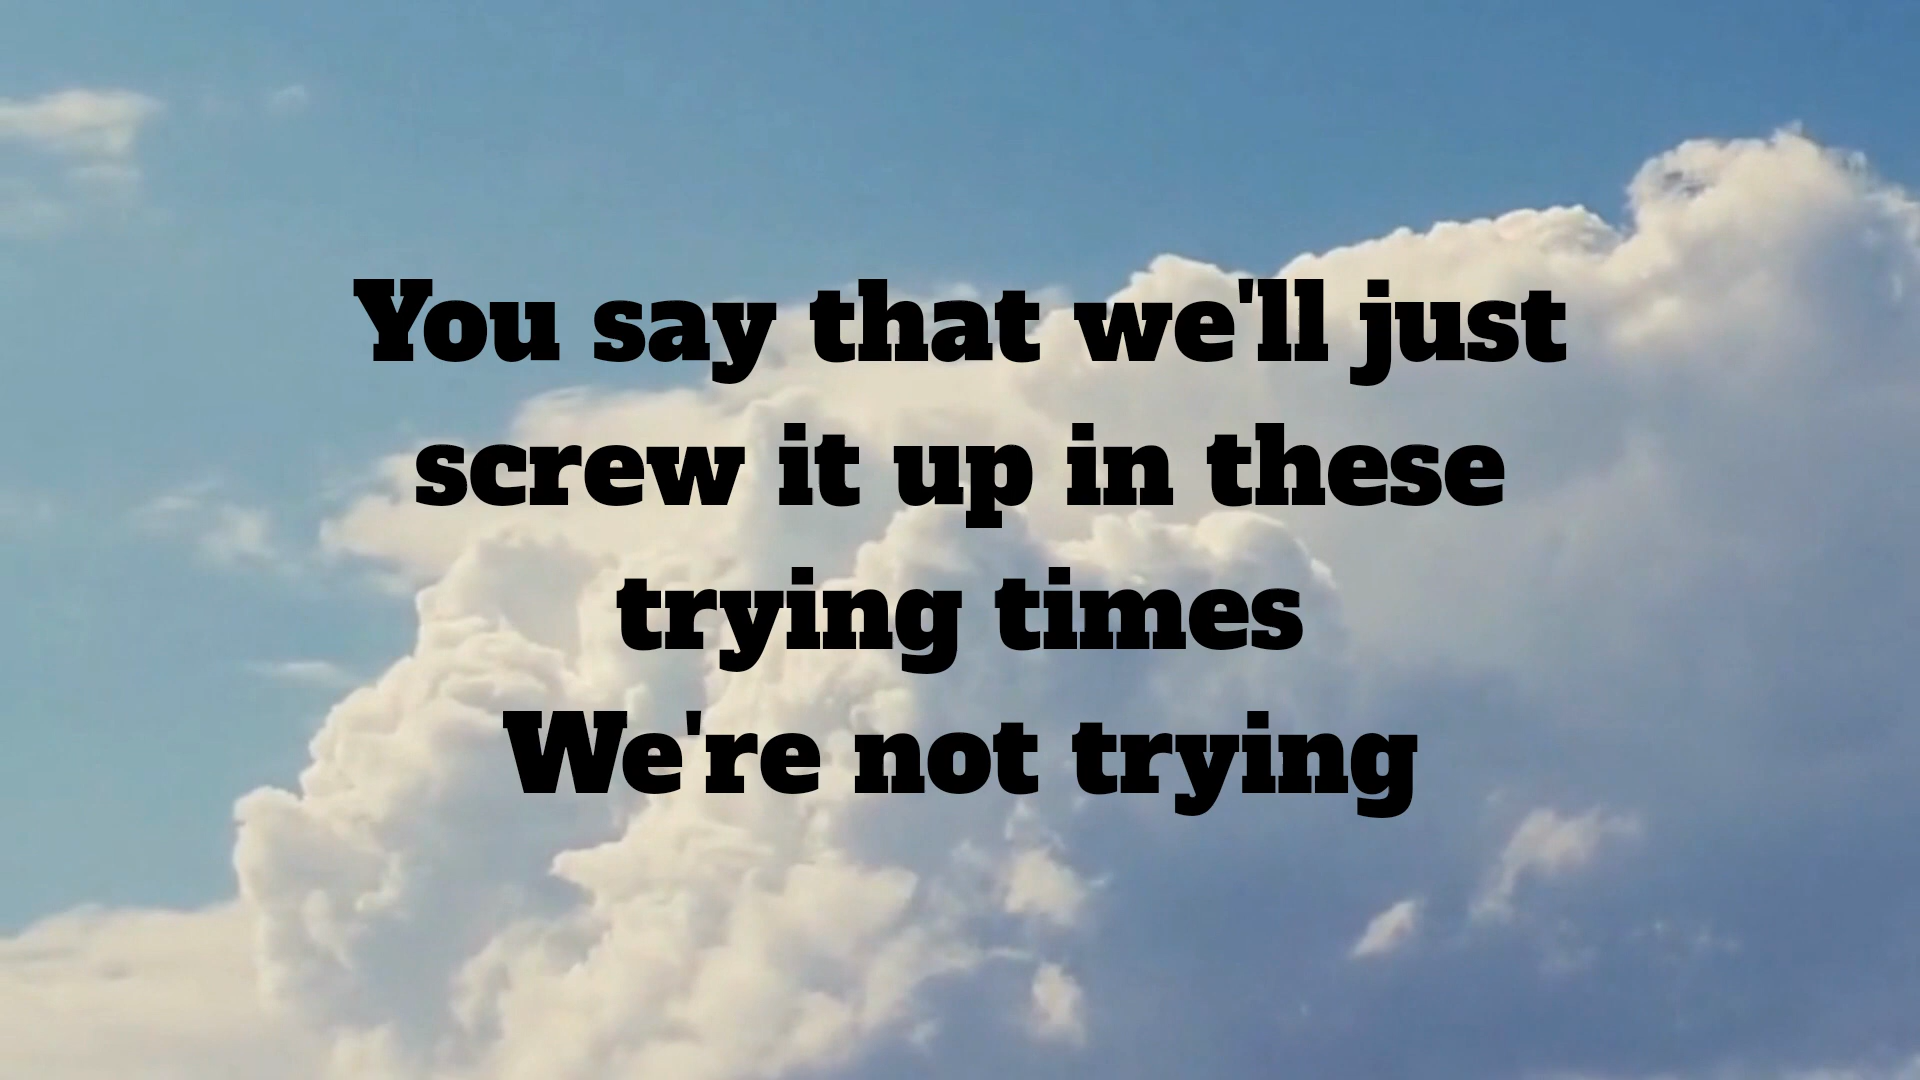 You say that we'll just
screw it up in these
trying times
We're not trying